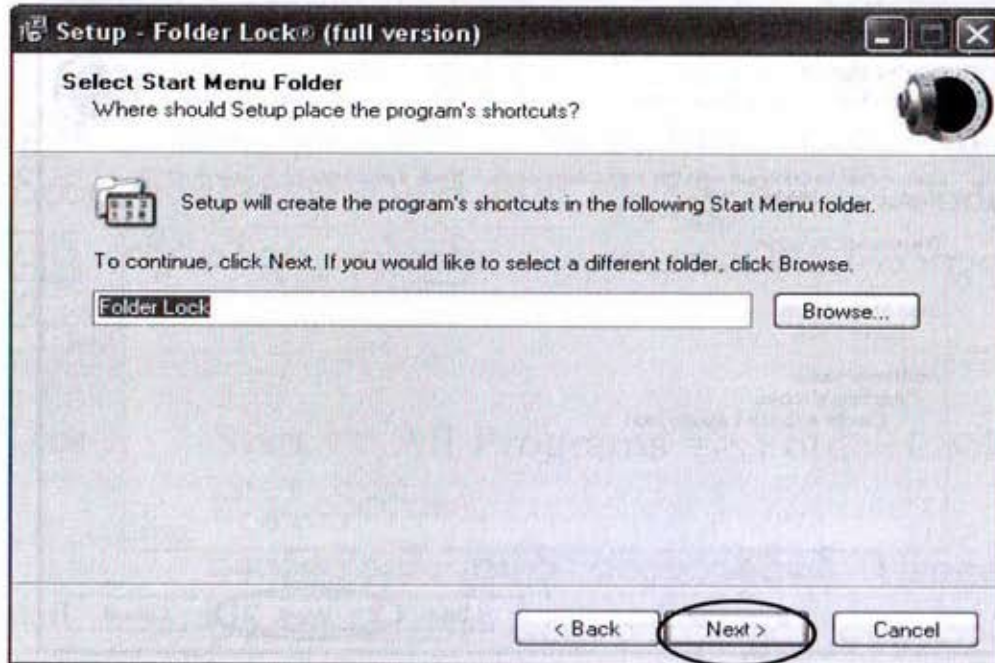 Setup - Folder Lock® (full version)
Select Start Menu Folder
Where should Setup place the program's shortcuts?
Setup will create the program's shortcuts in the following Start Menu folder.
To continue, click Next. If you would like to select a different folder, click Browse.
Folder Lock
Browse...
< Back
Next >
Cancel